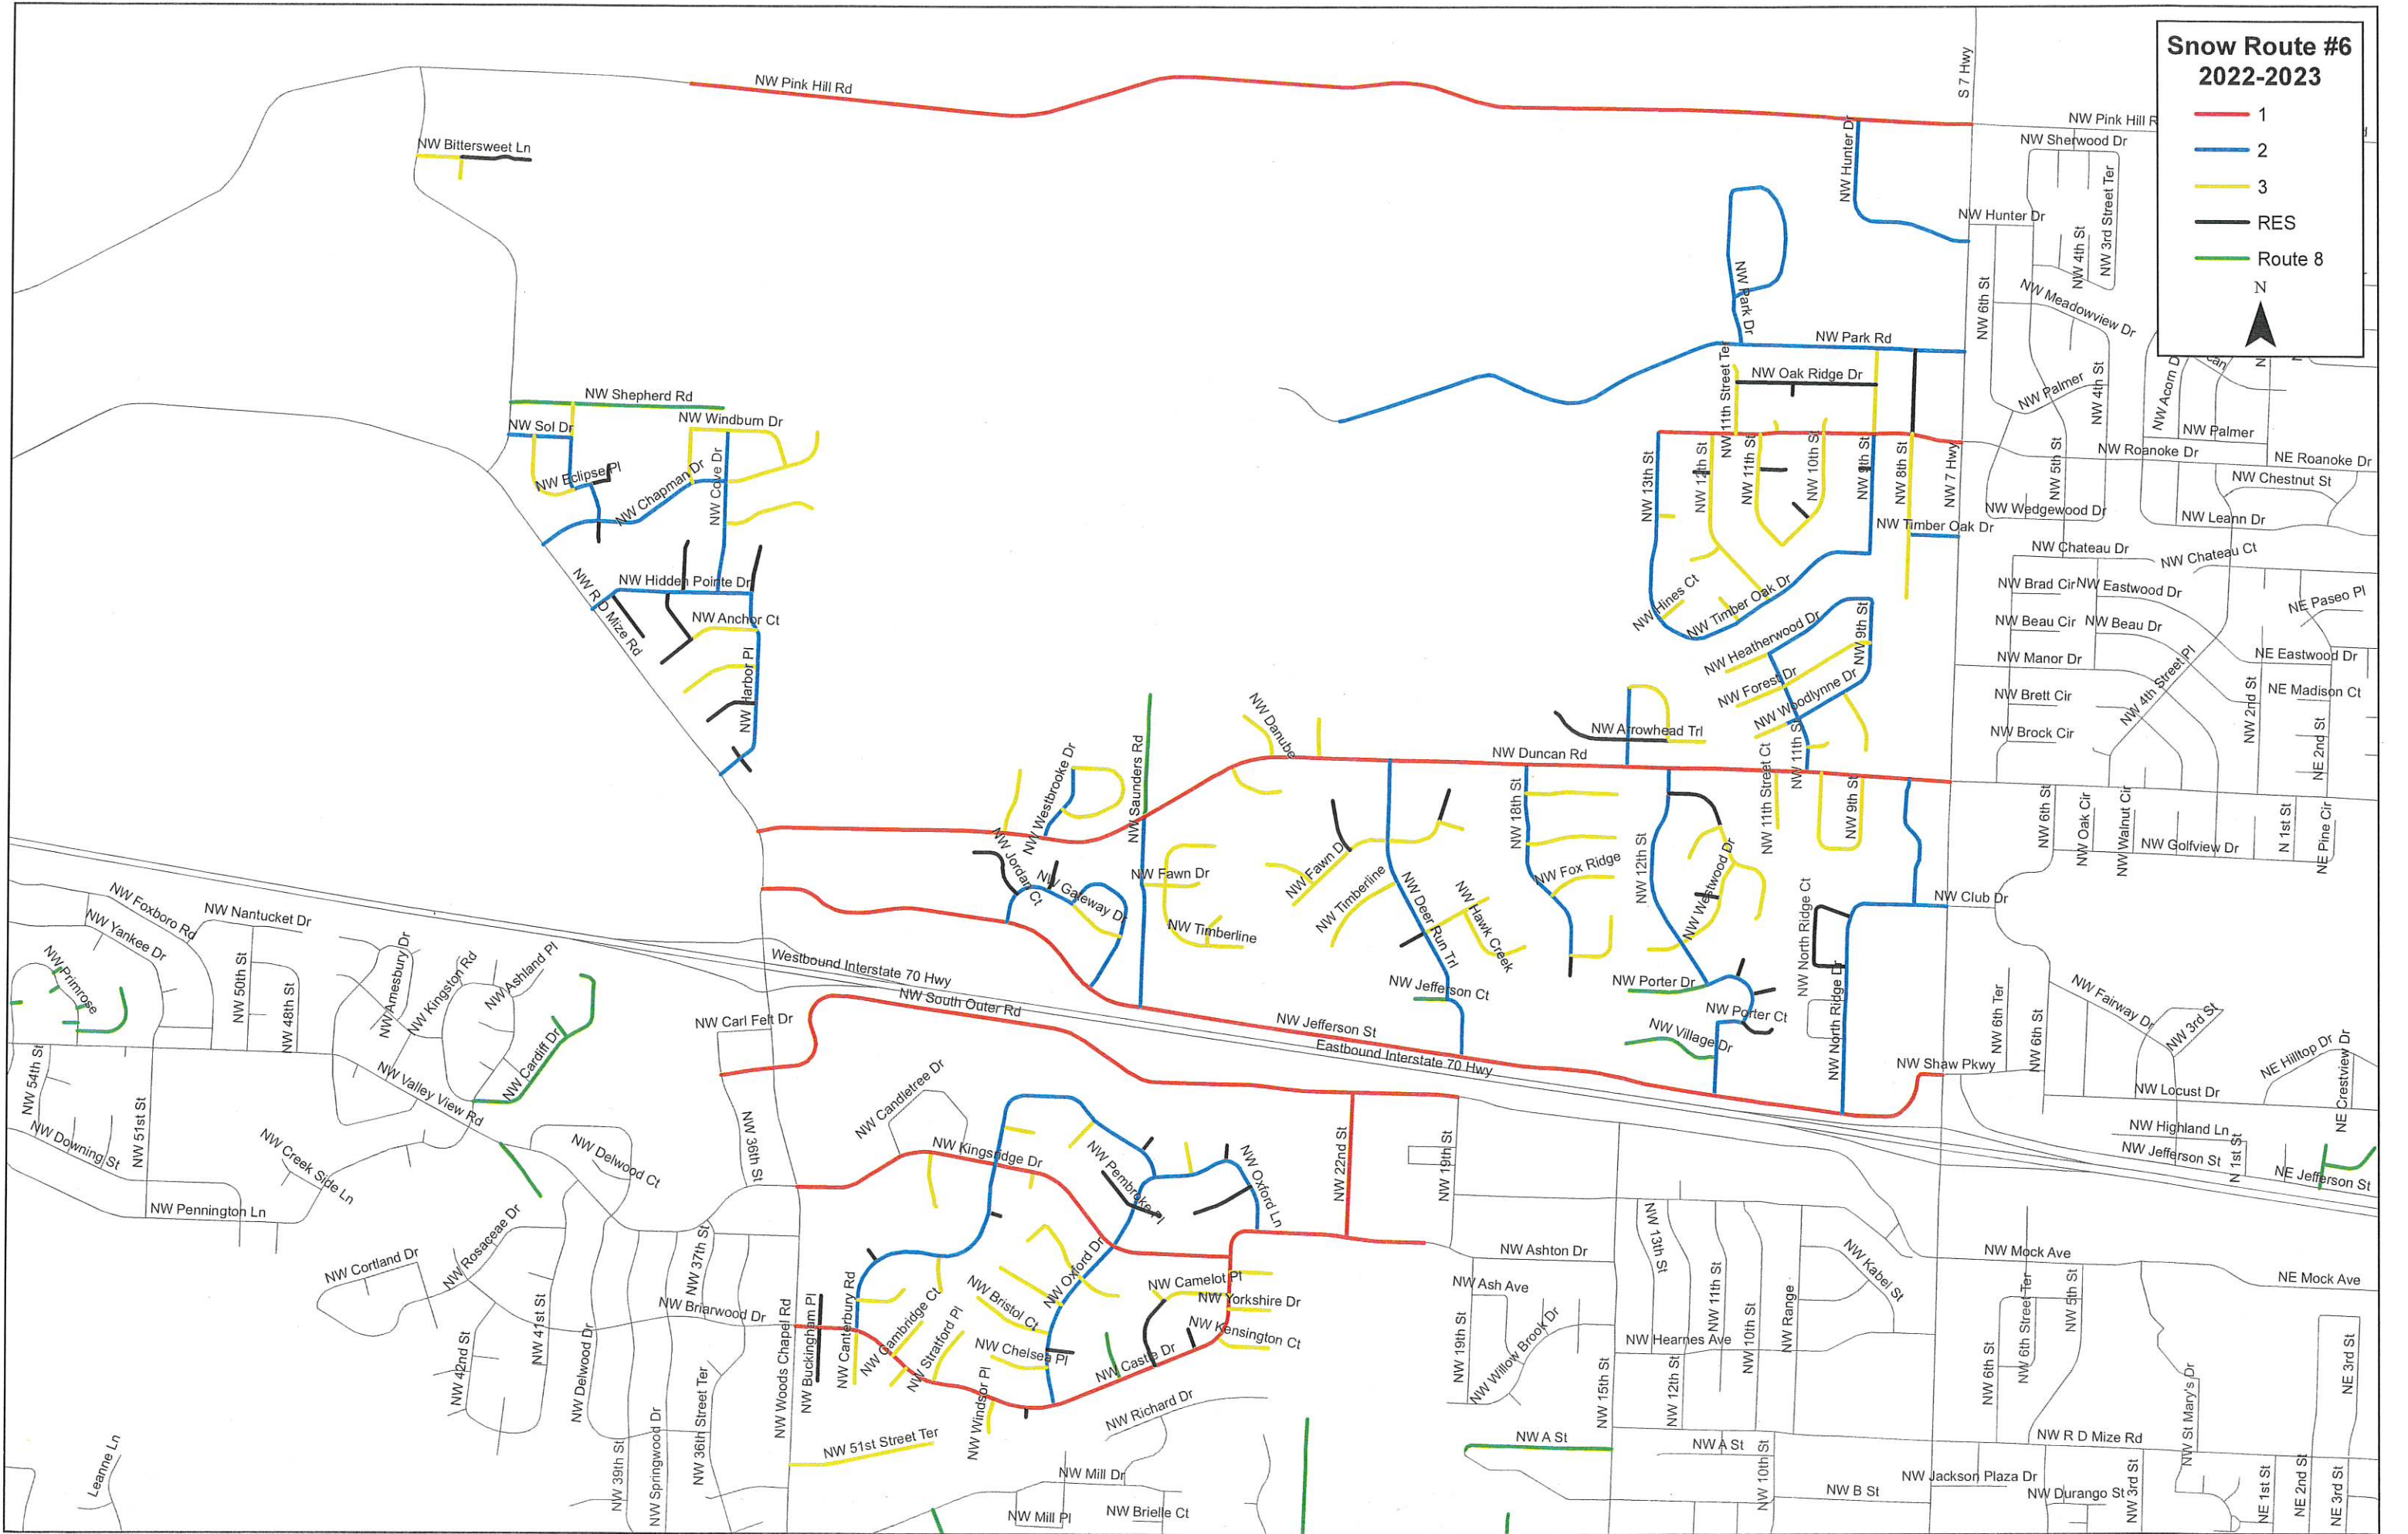 Snow Route #6
2022-2023
1
2
3
RES
Route 8
N
NW Pink Hill Rd
S 7 Hwy
NW Pink Hill R
NW Sherwood Dr
NW Bittersweet Ln
NW Hunter Dr
NW 3rd Street Ter
NW Hunter Dr
NW 4th St
NW Park Dr
NW 6th St
NW Meadowview Dr
NW Park Rd
NW 11th Street Ter
NW Oak Ridge Dr
NW Palmer
NW 4th St
NW Acorn D
can
N
NW Shepherd Rd
NW Sol Dr
NW Windburn Dr
NW Palmer
NW Eclipse Pl
NW Chapman Dr
NW Cove Dr
NW 13th St
NW 12th St
NW 11th St
NW 10th St
NW 9th St
NW 8th St
NW 7 Hwy
NW 5th St
NW Roanoke Dr
NE Roanoke Dr
NW Chestnut St
NW Wedgewood Dr
NW Leann Dr
NW Timber Oak Dr
NW Chateau Dr
NW Chateau Ct
NW R D Mize Rd
NW Hidden Pointe Dr
NW Hines Ct
NW Timber Oak Dr
NW Brad Cir
NW Eastwood Dr
NE Paseo Pl
NW Anchor Ct
NW Heatherwood Dr
NW 9th St
NW Beau Cir
NW Beau Dr
NW Harbor Pl
NW Forest Dr
NW Manor Dr
NE Eastwood Dr
NW Woodlynne Dr
NW Brett Cir
NW 4th Street Pl
NW 2nd St
NE Madison Ct
NW Danube
NW Arrowhead Trl
NW Brock Cir
NE 2nd St
NW Duncan Rd
NW 11th Street Ct
NW 11th St
NW Westbrooke Dr
NW Saunders Rd
NW 18th St
NW 9th St
NW 6th St
NW Oak Cir
NW Walnut Cir
NW Golfview Dr
N 1st St
NE Pine Cir
NW Jordan Ct
NW Gateway Dr
NW Fawn Dr
NW Fawn Dr
NW Timberline
NW Timberline
NW Deer Run Trl
NW Hawk Creek
NW Fox Ridge
NW 12th St
NW Westwood Dr
NW North Ridge Ct
NW Club Dr
NW Foxboro Rd
NW Nantucket Dr
NW Yankee Dr
NW Primrose
NW 50th St
NW 48th St
NW Amesbury Dr
NW Kingston Rd
NW Ashland Pl
NW Cardiff Dr
Westbound Interstate 70 Hwy
NW South Outer Rd
NW Carl Felt Dr
NW Jefferson St
Eastbound Interstate 70 Hwy
NW Jefferson Ct
NW Porter Dr
NW Porter Ct
NW Village Dr
NW North Ridge Dr
NW Shaw Pkwy
NW 6th Ter
NW 6th St
NW Fairway Dr
NW 3rd St
NE Hilltop Dr
NE Crestview Dr
NW Locust Dr
NW Highland Ln
NW Jefferson St
N 1st St
NE Jefferson St
NW 54th St
NW Downing St
NW 51st St
NW Valley View Rd
NW Creek Side Ln
NW Pennington Ln
NW Delwood Ct
NW 36th St
NW Candletree Dr
NW Kingsridge Dr
NW Pembroke Pl
NW Oxford Ln
NW 22nd St
NW 19th St
NW Cortland Dr
NW Rosaceae Dr
NW 37th St
NW Oxford Dr
NW Ashton Dr
NW 13th St
NW Kabel St
NW Mock Ave
NE Mock Ave
NW 42nd St
NW 41st St
NW Delwood Dr
NW Briarwood Dr
NW Woods Chapel Rd
NW Buckingham Pl
NW Canterbury Rd
NW Cambridge Ct
NW Stratford Pl
NW Bristol Ct
NW Chelsea Pl
NW Windsor Pl
NW Camelot Pl
NW Yorkshire Dr
NW Kensington Ct
NW Castle Dr
NW Ash Ave
NW 19th St
NW Willow Brook Dr
NW 15th St
NW Hearnes Ave
NW 12th St
NW 11th St
NW 10th St
NW Range
NW 6th St
NW 6th Street Ter
NW 5th St
NE 3rd St
NW Richard Dr
NW 51st Street Ter
NW A St
NW A St
NW 10th St
NW R D Mize Rd
NW St Mary's Dr
Leanne Ln
NW 39th St
NW Springwood Dr
NW 36th Street Ter
NW Mill Dr
NW Mill Pl
NW Brielle Ct
NW B St
NW Jackson Plaza Dr
NW Durango St
NW 3rd St
NE 1st St
NE 2nd St
NE 3rd St